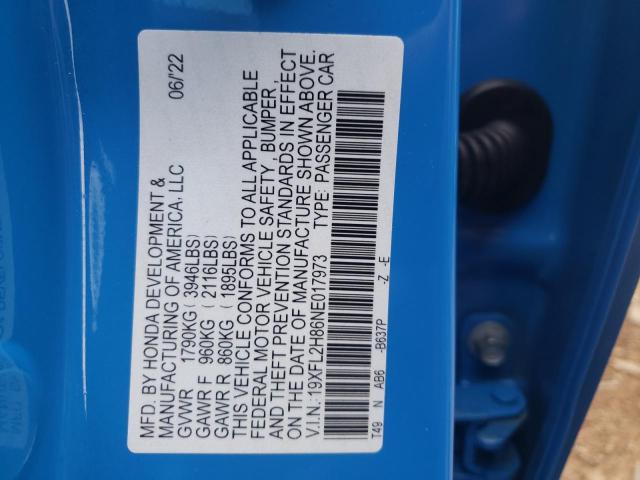 MFD. BY HONDA DEVELOPMENT & 06/'22
MANUFACTURING OF AMERICA, LLC
GVWR 1790KG ( 3946LBS)
GAWR F 960KG ( 2116LBS)
GAWR R 860KG ( 1895LBS)
THIS VEHICLE CONFORMS TO ALL APPLICABLE
FEDERAL MOTOR VEHICLE SAFETY , BUMPER ,
AND THEFT PREVENTION STANDARDS IN EFFECT
ON THE DATE OF MANUFACTURE SHOWN ABOVE.
V.I.N.:19XFL2H86NE017973 TYPE: PASSENGER CAR
T49 N AB6 -B637P -Z -E